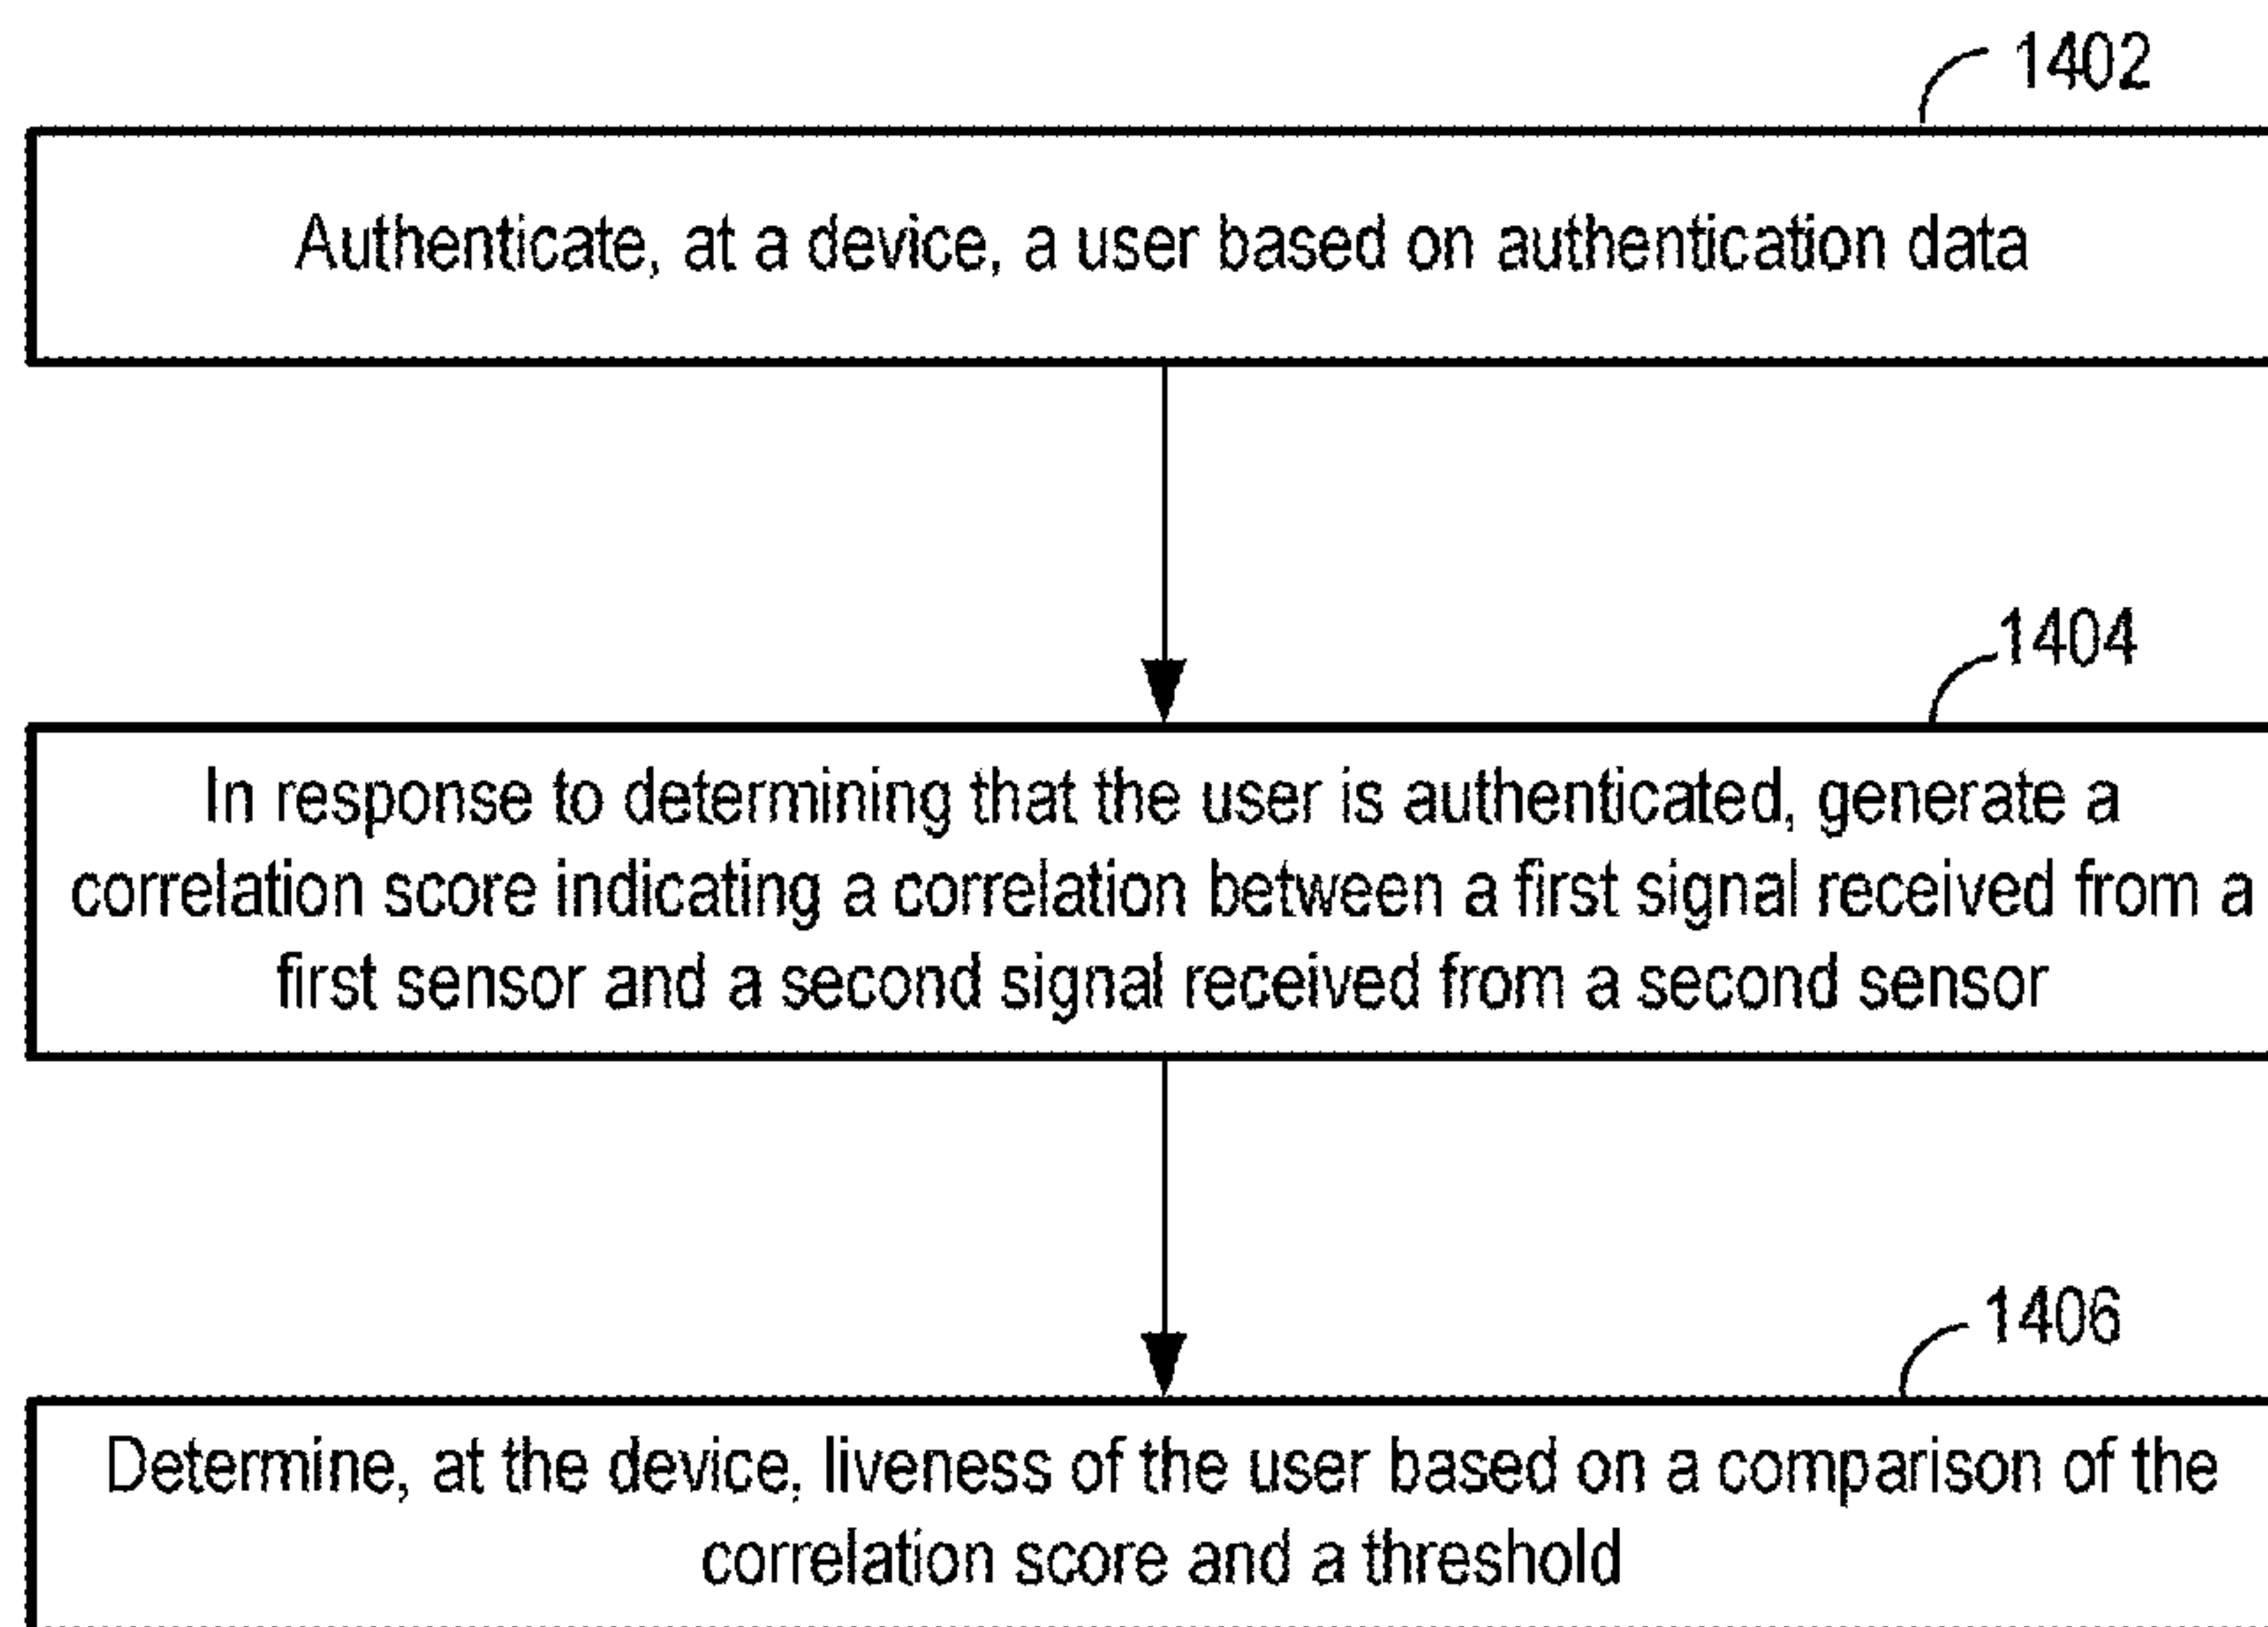 1402
Authenticate, at a device, a user based on authentication data
1404
In response to determining that the user is authenticated, generate a
correlation score indicating a correlation between a first signal received from a
first sensor and a second signal received from a second sensor
1406
Determine, at the device, liveness of the user based on a comparison of the
correlation score and a threshold